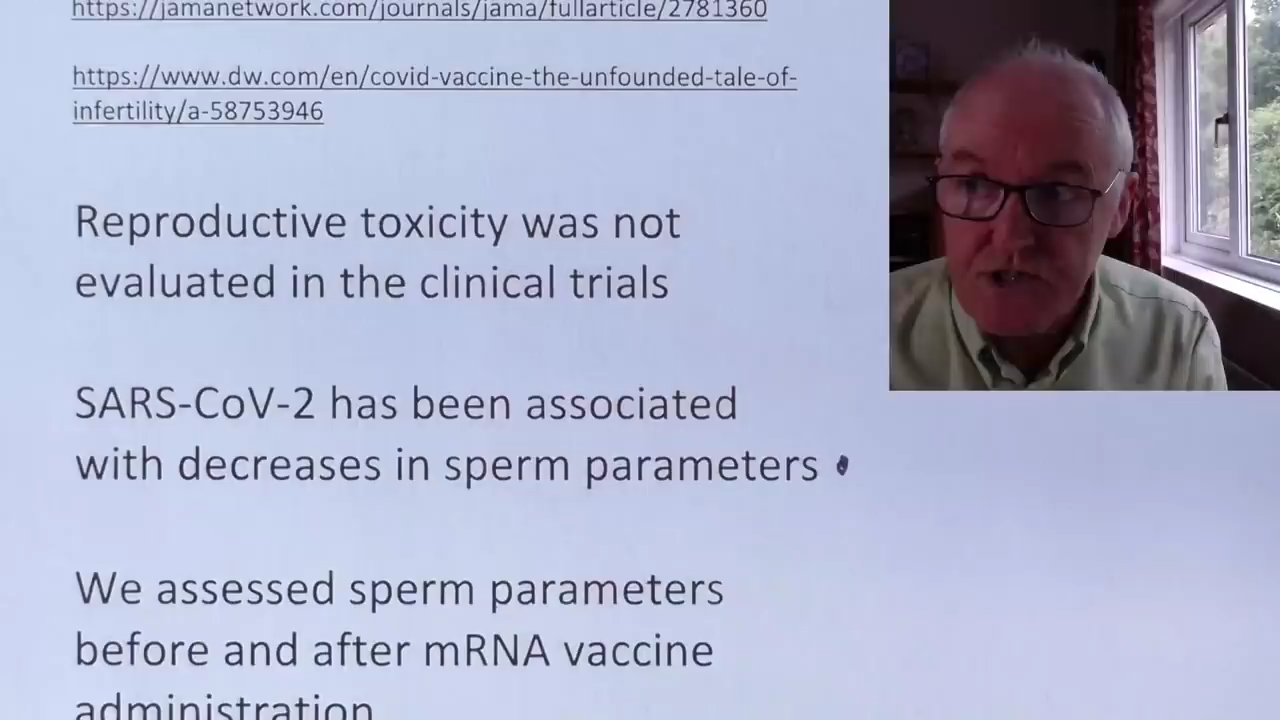 https://jamanetwork.com/journals/jama/fullarticle/2781360
https://www.dw.com/en/covid-vaccine-the-unfounded-tale-of-
infertility/a-58753946
Reproductive toxicity was not
evaluated in the clinical trials
SARS-CoV-2 has been associated
with decreases in sperm parameters
We assessed sperm parameters
before and after mRNA vaccine
administration